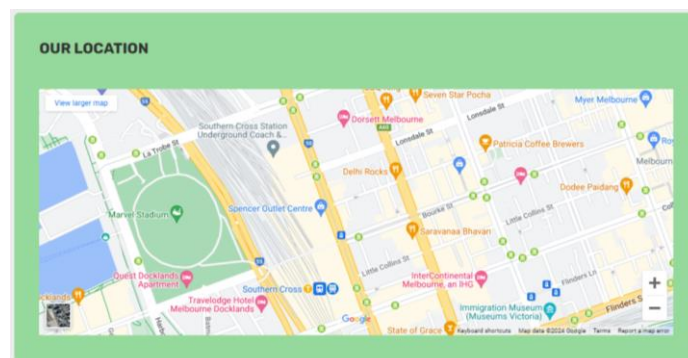 OUR LOCATION
View larger map
Seven Star Pocha
Myer Melbourne
Lonsdale St
Dorsett Melbourne
Southern Cross Station
Underground Coach &...
Lonsdale St
Patricia Coffee Brewers
La Trobe St
Melbourn
Delhi Rocks
Dodee Paidang
Marvel Stadium
Spencer Outlet Centre
Bourke St
Little Collins St
Saravanaa Bhavan
Little Collins St
Quest Docklands
Apartment
InterContinental
Melbourne, an IHG
Flinders Ln
Southern Cross
Travelodge Hotel
Melbourne Docklands
Immigration Museum
(Museums Victoria)
Flinders S
Google
State of Grace
Keyboard shortcuts
Map data ©2024 Google
Terms
Report a map error